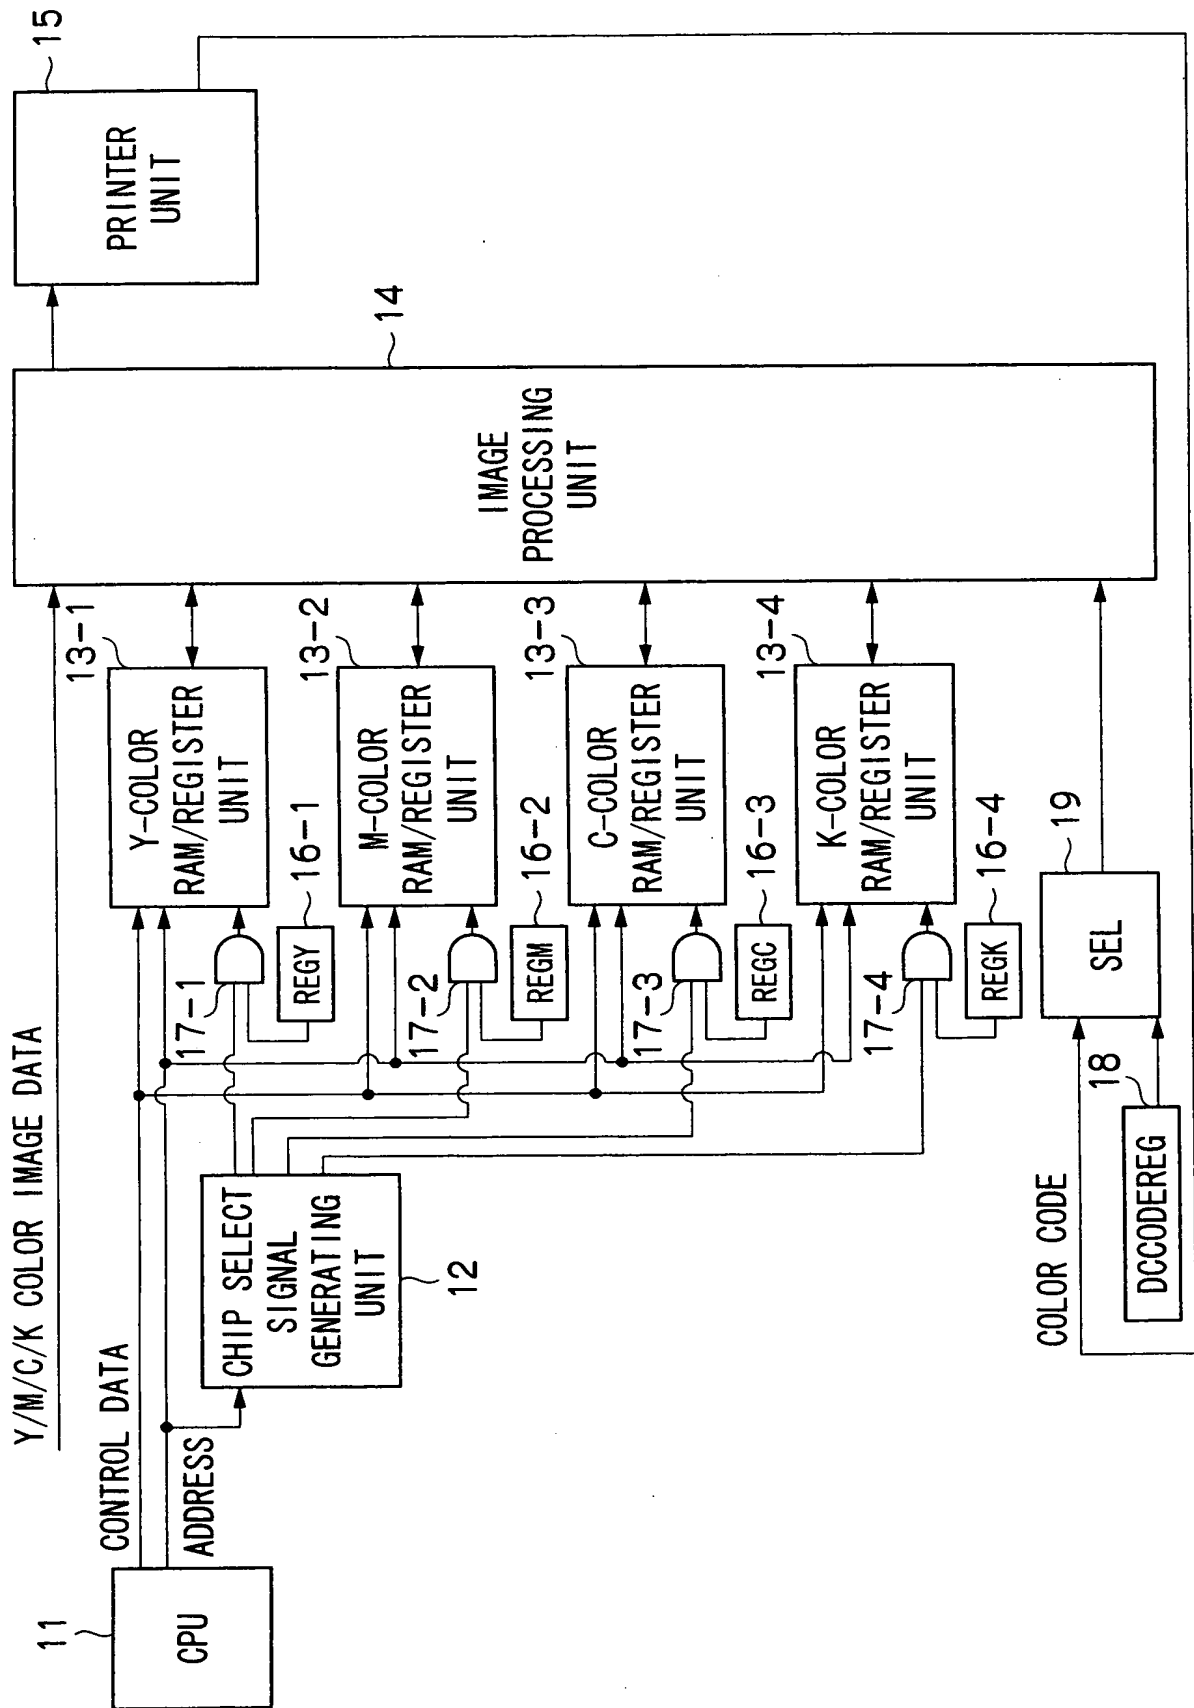 Y/M/C/K COLOR IMAGE DATA
11
CPU
CONTROL DATA
ADDRESS
CHIP SELECT
SIGNAL
GENERATING
UNIT
12
13-1
Y-COLOR
RAM/REGISTER
UNIT
17-1
REGY
16-1
13-2
M-COLOR
RAM/REGISTER
UNIT
17-2
REGM
16-2
13-3
C-COLOR
RAM/REGISTER
UNIT
17-3
REGC
16-3
13-4
K-COLOR
RAM/REGISTER
UNIT
17-4
REGK
16-4
COLOR CODE
18
DCCODEREG
19
SEL
14
IMAGE
PROCESSING
UNIT
15
PRINTER
UNIT